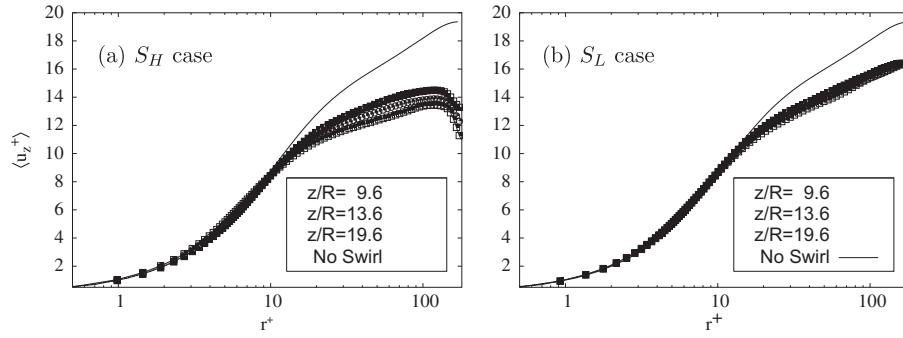 20
18
16
14
12
10
8
6
4
2
⟨u_z^+⟩
(a) S_H case
z/R= 9.6
z/R=13.6
z/R=19.6
No Swirl
1
10
100
r^+
20
18
16
14
12
10
8
6
4
2
(b) S_L case
z/R= 9.6
z/R=13.6
z/R=19.6
No Swirl
1
10
100
r^+